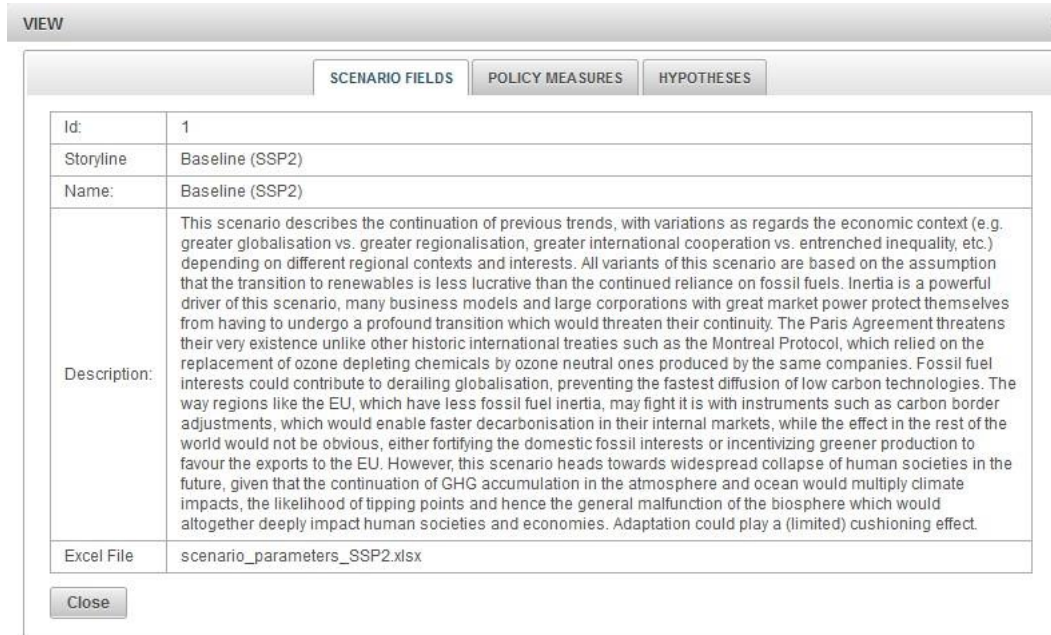 VIEW
SCENARIO FIELDS POLICY MEASURES HYPOTHESES
Id: 1
Storyline Baseline (SSP2)
Name: Baseline (SSP2)
Description:
This scenario describes the continuation of previous trends, with variations as regards the economic context (e.g.
greater globalisation vs. greater regionalisation, greater international cooperation vs. entrenched inequality, etc.)
depending on different regional contexts and interests. All variants of this scenario are based on the assumption
that the transition to renewables is less lucrative than the continued reliance on fossil fuels. Inertia is a powerful
driver of this scenario, many business models and large corporations with great market power protect themselves
from having to undergo a profound transition which would threaten their continuity. The Paris Agreement threatens
their very existence unlike other historic international treaties such as the Montreal Protocol, which relied on the
replacement of ozone depleting chemicals by ozone neutral ones produced by the same companies. Fossil fuel
interests could contribute to derailing globalisation, preventing the fastest diffusion of low carbon technologies. The
way regions like the EU, which have less fossil fuel inertia, may fight it is with instruments such as carbon border
adjustments, which would enable faster decarbonisation in their internal markets, while the effect in the rest of the
world would not be obvious, either fortifying the domestic fossil interests or incentivizing greener production to
favour the exports to the EU. However, this scenario heads towards widespread collapse of human societies in the
future, given that the continuation of GHG accumulation in the atmosphere and ocean would multiply climate
impacts, the likelihood of tipping points and hence the general malfunction of the biosphere which would
altogether deeply impact human societies and economies. Adaptation could play a (limited) cushioning effect.
Excel File scenario_parameters_SSP2.xlsx
Close